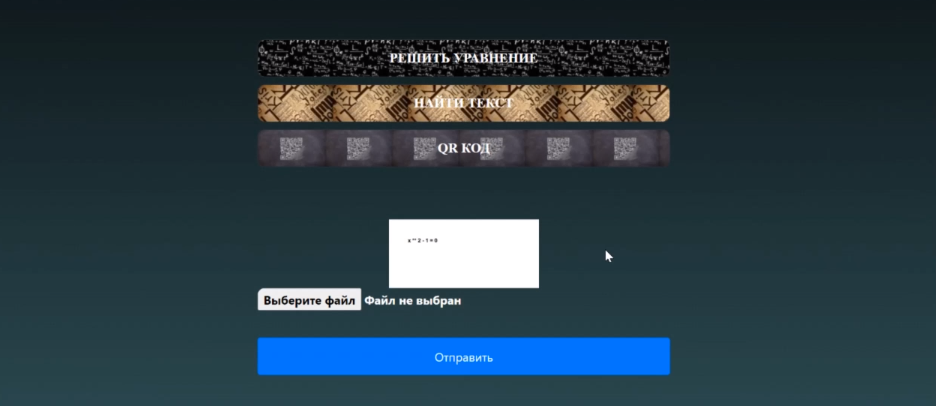 РЕШИТЬ УРАВНЕНИЕ
НАЙТИ ТЕКСТ
QR КОД
x^2-1=0
Выберите файл Файл не выбран
Отправить